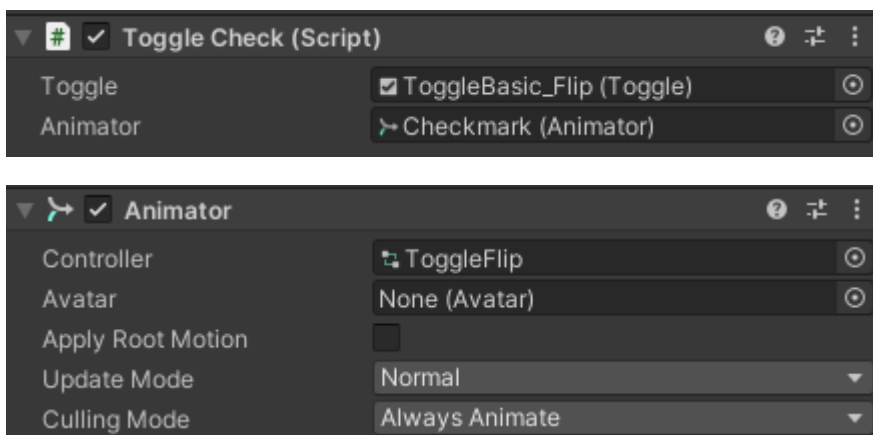 # Toggle Check (Script)
Toggle ToggleBasic_Flip (Toggle)
Animator Checkmark (Animator)
Animator
Controller ToggleFlip
Avatar None (Avatar)
Apply Root Motion
Update Mode Normal
Culling Mode Always Animate